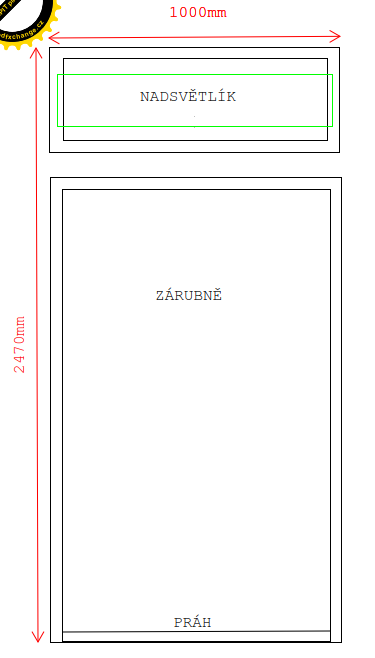 1000mm
NADSVĚTLÍK
ZÁRUBNĚ
2470mm
PRÁH